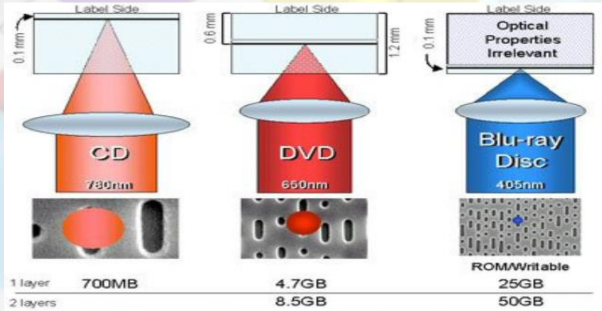 Label Side
Label Side
Label Side
0.1 mm
0.6 mm
1.2 mm
0.1 mm
Optical
Properties
Irrelevant
CD
780nm
DVD
650nm
Blu-ray
Disc
405nm
ROM/Writable
1 layer 700MB 4.7GB 25GB
2 layers 8.5GB 50GB